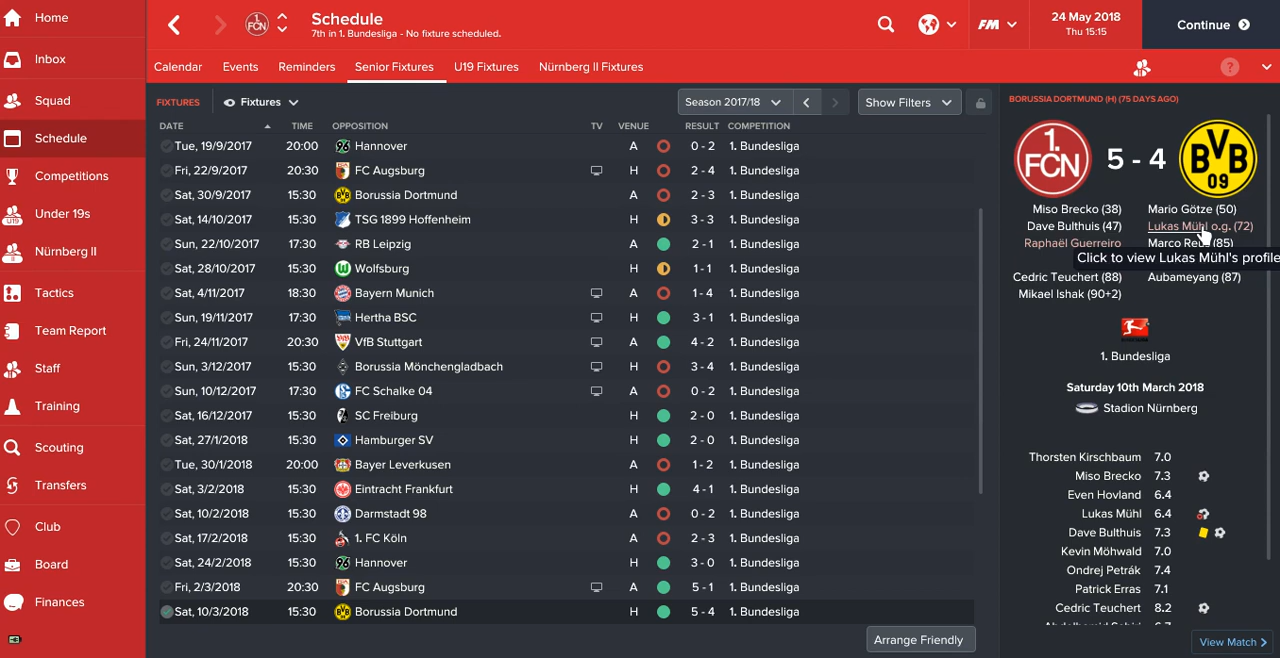 Home
Inbox
Squad
Schedule
Competitions
Under 19s
Nürnberg II
Tactics
Team Report
Staff
Training
Scouting
Transfers
Club
Board
Finances
1. FCN
Schedule
7th in 1. Bundesliga - No fixture scheduled.
FM
24 May 2018
Thu 15:15
Continue
Calendar Events Reminders Senior Fixtures U19 Fixtures Nürnberg II Fixtures
?
FIXTURES Fixtures Season 2017/18 Show Filters
DATE TIME OPPOSITION TV VENUE RESULT COMPETITION
Tue, 19/9/2017 20:00 Hannover A 0 - 2 1. Bundesliga
Fri, 22/9/2017 20:30 FC Augsburg H 2 - 4 1. Bundesliga
Sat, 30/9/2017 15:30 Borussia Dortmund A 2 - 3 1. Bundesliga
Sat, 14/10/2017 15:30 TSG 1899 Hoffenheim H 3 - 3 1. Bundesliga
Sun, 22/10/2017 17:30 RB Leipzig A 2 - 1 1. Bundesliga
Sat, 28/10/2017 15:30 Wolfsburg H 1 - 1 1. Bundesliga
Sat, 4/11/2017 18:30 Bayern Munich A 1 - 4 1. Bundesliga
Sun, 19/11/2017 17:30 Hertha BSC H 3 - 1 1. Bundesliga
Fri, 24/11/2017 20:30 VfB Stuttgart A 4 - 2 1. Bundesliga
Sun, 3/12/2017 15:30 Borussia Mönchengladbach H 3 - 4 1. Bundesliga
Sun, 10/12/2017 17:30 FC Schalke 04 A 0 - 2 1. Bundesliga
Sat, 16/12/2017 15:30 SC Freiburg H 2 - 0 1. Bundesliga
Sat, 27/1/2018 15:30 Hamburger SV H 2 - 0 1. Bundesliga
Tue, 30/1/2018 20:00 Bayer Leverkusen A 1 - 2 1. Bundesliga
Sat, 3/2/2018 15:30 Eintracht Frankfurt H 4 - 1 1. Bundesliga
Sat, 10/2/2018 15:30 Darmstadt 98 A 0 - 2 1. Bundesliga
Sat, 17/2/2018 15:30 1. FC Köln A 2 - 3 1. Bundesliga
Sat, 24/2/2018 15:30 Hannover H 3 - 0 1. Bundesliga
Fri, 2/3/2018 20:30 FC Augsburg A 5 - 1 1. Bundesliga
Sat, 10/3/2018 15:30 Borussia Dortmund H 5 - 4 1. Bundesliga
Arrange Friendly
BORUSSIA DORTMUND (H) (75 DAYS AGO)
1. FCN 5 - 4 BVB 09
Miso Brecko (38) Mario Götze (50)
Dave Bulthuis (47) Lukas Mühl o.g. (72)
Raphaël Guerreiro Marco Reus (85)
Click to view Lukas Mühl's profile
Cedric Teuchert (88) Aubameyang (87)
Mikael Ishak (90+2)
1. Bundesliga
Saturday 10th March 2018
Stadion Nürnberg
Thorsten Kirschbaum 7.0
Miso Brecko 7.3
Even Hovland 6.4
Lukas Mühl 6.4
Dave Bulthuis 7.3
Kevin Möhwald 7.0
Ondrej Petrák 7.4
Patrick Erras 7.1
Cedric Teuchert 8.2
View Match